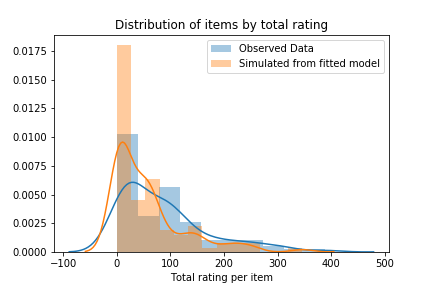 Distribution of items by total rating
Observed Data
Simulated from fitted model
0.0175
0.0150
0.0125
0.0100
0.0075
0.0050
0.0025
0.0000
−100 0 100 200 300 400 500
Total rating per item